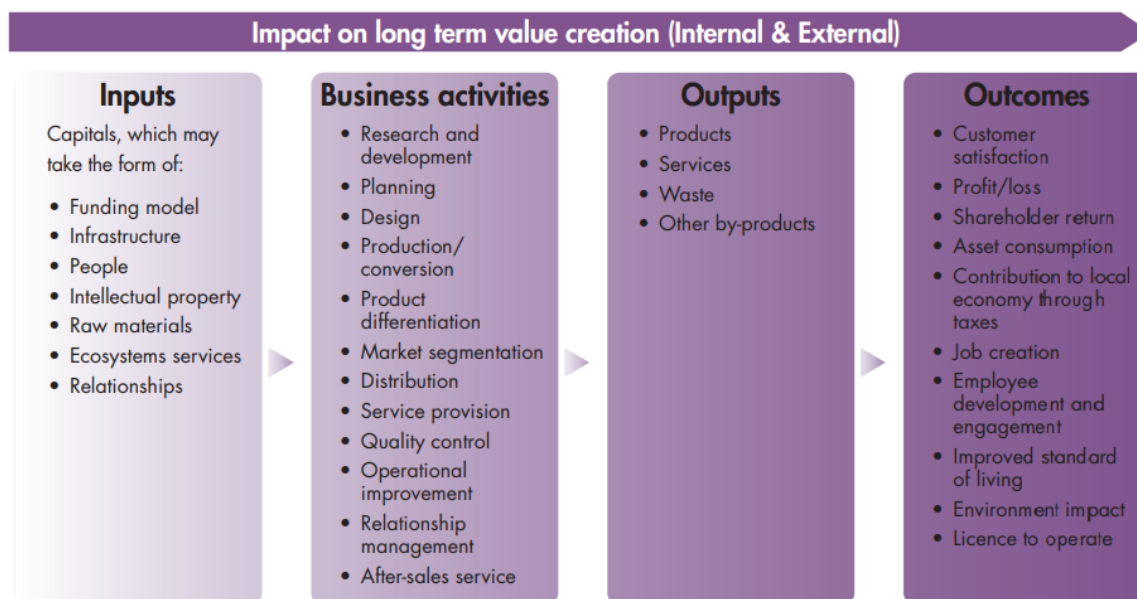 Impact on long term value creation (Internal & External)
Inputs
Capitals, which may
take the form of:
• Funding model
• Infrastructure
• People
• Intellectual property
• Raw materials
• Ecosystems services
• Relationships
Business activities
• Research and
development
• Planning
• Design
• Production/
conversion
• Product
differentiation
• Market segmentation
• Distribution
• Service provision
• Quality control
• Operational
improvement
• Relationship
management
• After-sales service
Outputs
• Products
• Services
• Waste
• Other by-products
Outcomes
• Customer
satisfaction
• Profit/loss
• Shareholder return
• Asset consumption
• Contribution to local
economy through
taxes
• Job creation
• Employee
development and
engagement
• Improved standard
of living
• Environment impact
• Licence to operate